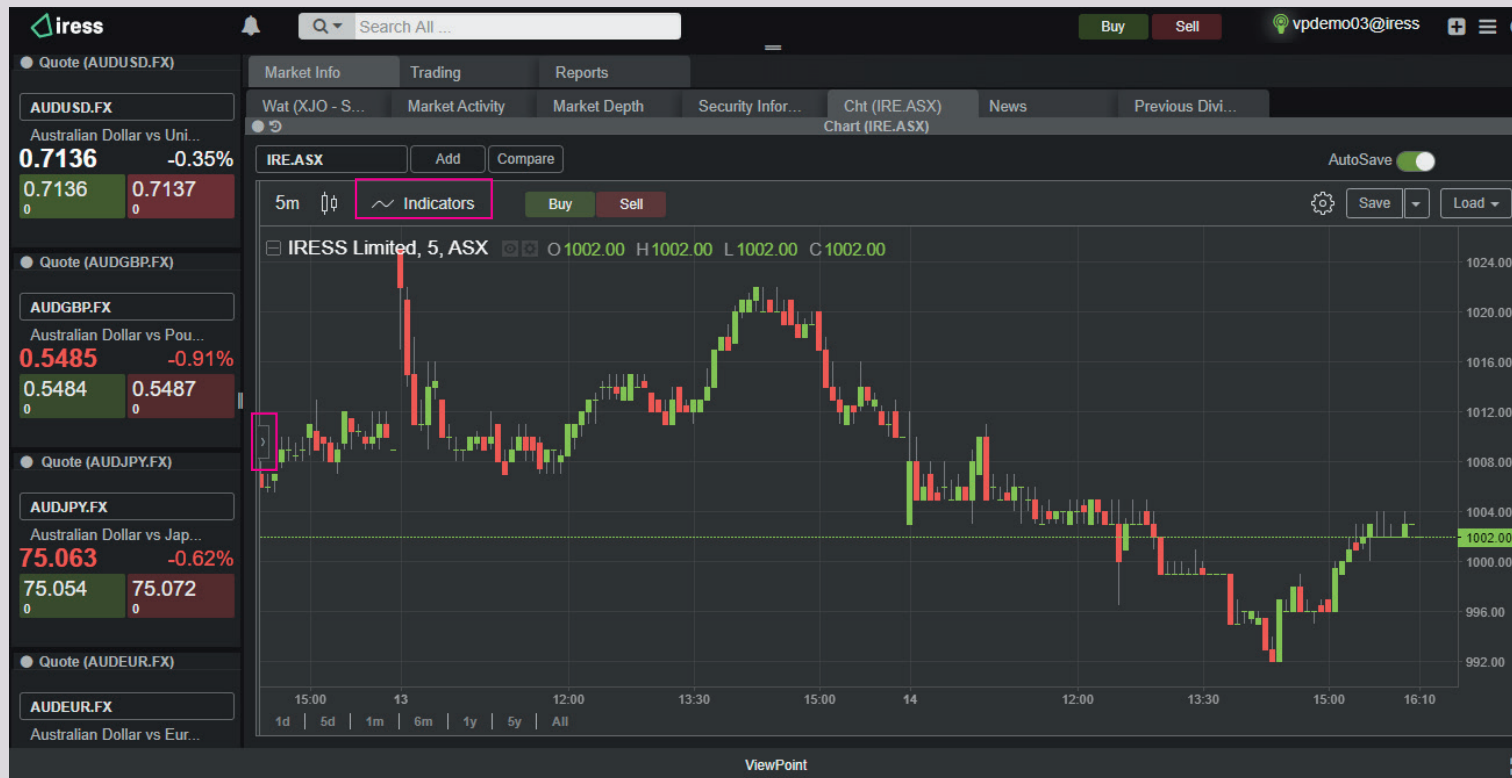 iress
Search All ...
Buy
Sell
vpdemo03@iress
Quote (AUDUSD.FX)
AUDUSD.FX
Australian Dollar vs Uni...
0.7136 -0.35%
0.7136 0.7137
0 0
Quote (AUDGBP.FX)
AUDGBP.FX
Australian Dollar vs Pou...
0.5485 -0.91%
0.5484 0.5487
0 0
Quote (AUDJPY.FX)
AUDJPY.FX
Australian Dollar vs Jap...
75.063 -0.62%
75.054 75.072
0 0
Quote (AUDEUR.FX)
AUDEUR.FX
Australian Dollar vs Eur...
Market Info Trading Reports
Wat (XJO - S... Market Activity Market Depth Security Infor... Cht (IRE.ASX) News Previous Divi...
Chart (IRE.ASX)
IRE.ASX Add Compare AutoSave
5m Indicators Buy Sell Save Load
IRESS Limited, 5, ASX O1002.00 H1002.00 L1002.00 C1002.00
1024.00
1020.00
1016.00
1012.00
1008.00
1004.00
1002.00
1000.00
996.00
992.00
15:00 13 12:00 13:30 15:00 14 12:00 13:30 15:00 16:10
1d 5d 1m 6m 1y 5y All
ViewPoint